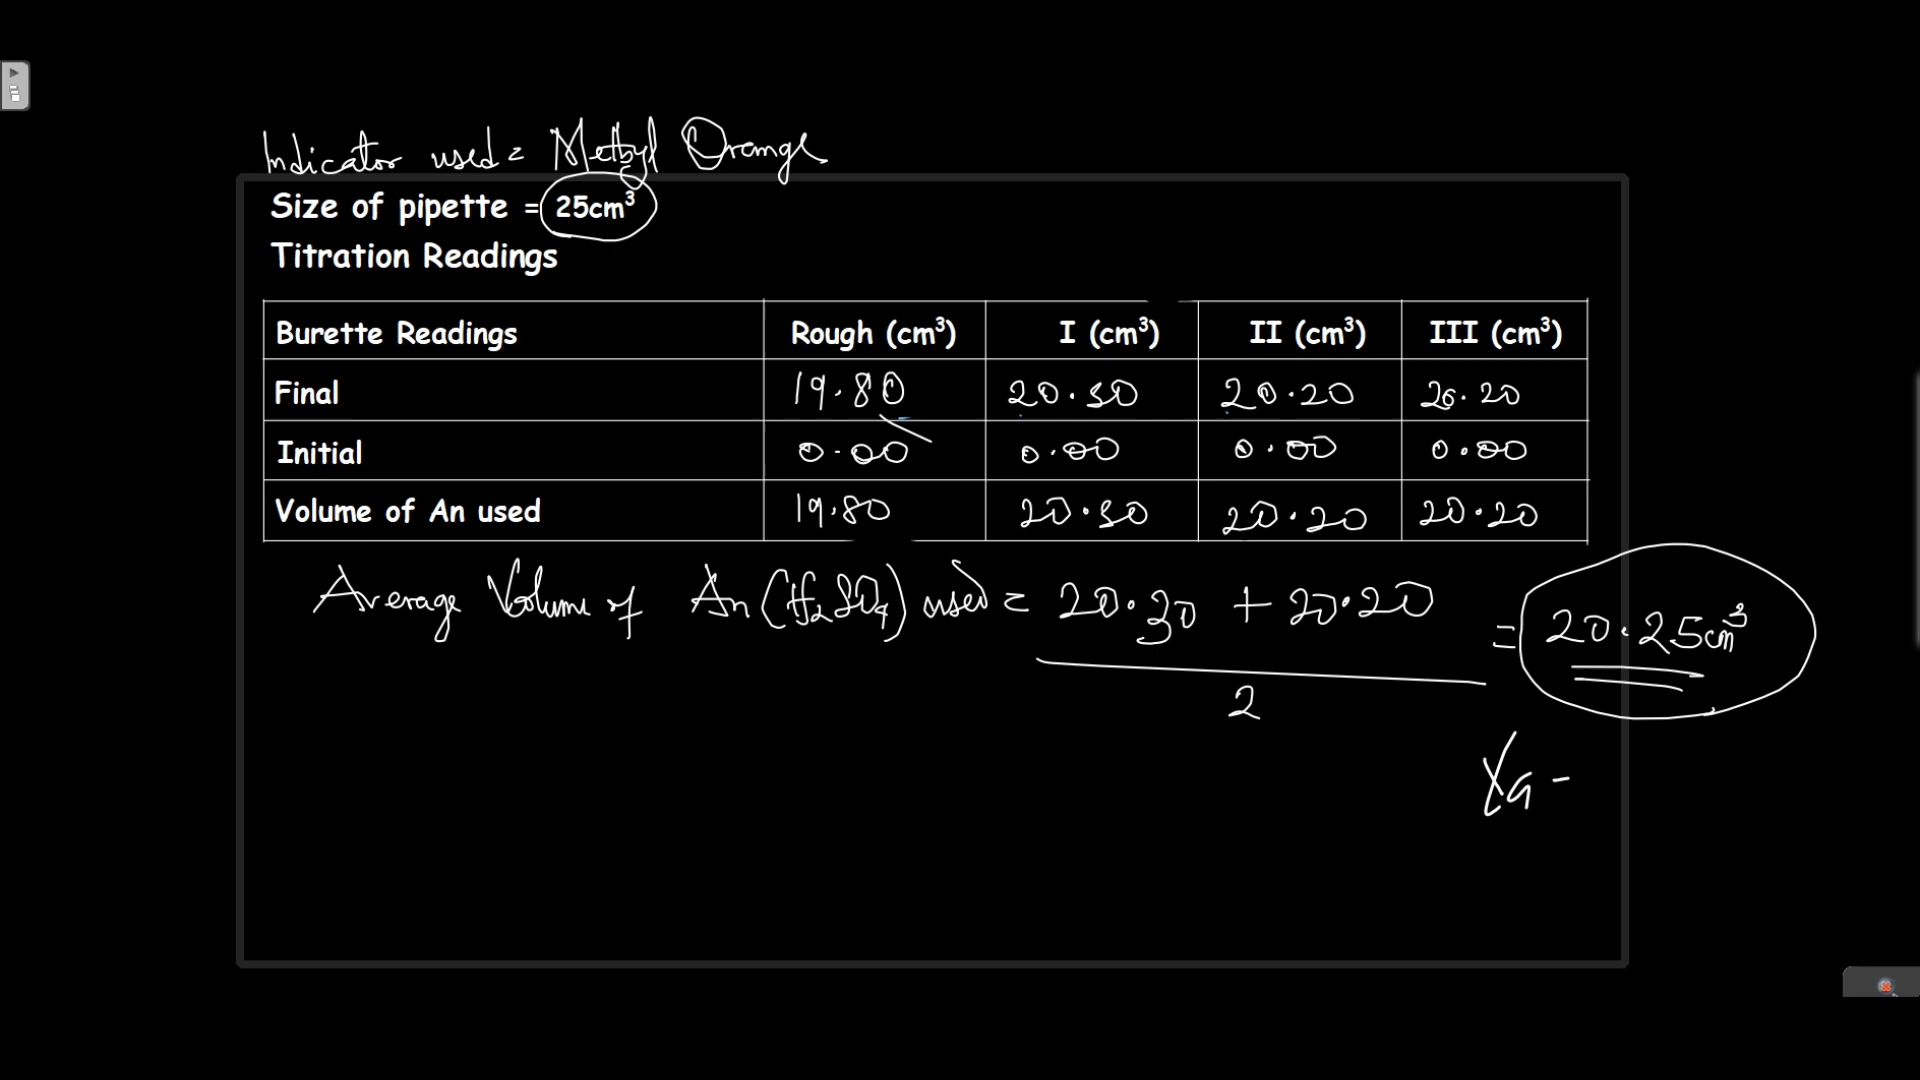 Indicator used = Methyl Orange
Size of pipette = 25cm³
Titration Readings
Burette Readings Rough (cm³) I (cm³) II (cm³) III (cm³)
Final 19.80 20.30 20.20 20.20
Initial 0.00 0.00 0.00 0.00
Volume of An used 19.80 20.30 20.20 20.20
Average Volume of An (H₂SO₄) used = 20.30 + 20.20
= 20.25cm³
2